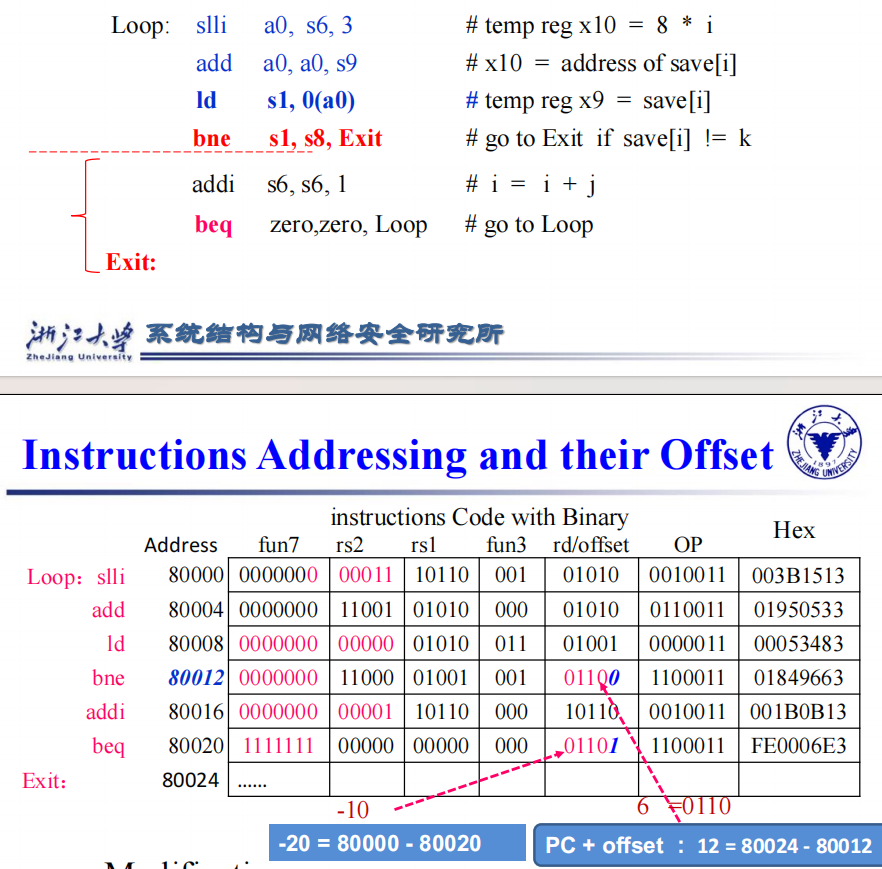 Loop: slli a0, s6, 3 # temp reg x10 = 8 * i
add a0, a0, s9 # x10 = address of save[i]
ld s1, 0(a0) # temp reg x9 = save[i]
bne s1, s8, Exit # go to Exit if save[i] != k
addi s6, s6, 1 # i = i + j
beq zero,zero, Loop # go to Loop
Exit:
浙江大学 系统结构与网络安全研究所
ZheJiang University
Instructions Addressing and their Offset
instructions Code with Binary
Address fun7 rs2 rs1 fun3 rd/offset OP Hex
Loop: slli 80000 0000000 00011 10110 001 01010 0010011 003B1513
add 80004 0000000 11001 01010 000 01010 0110011 01950533
ld 80008 0000000 00000 01010 011 01001 0000011 00053483
bne 80012 0000000 11000 01001 001 01100 1100011 01849663
addi 80016 0000000 00001 10110 000 10110 0010011 001B0B13
beq 80020 1111111 00000 00000 000 01101 1100011 FE0006E3
Exit: 80024 ......
-10 6 =0110
-20 = 80000 - 80020 PC + offset : 12 = 80024 - 80012